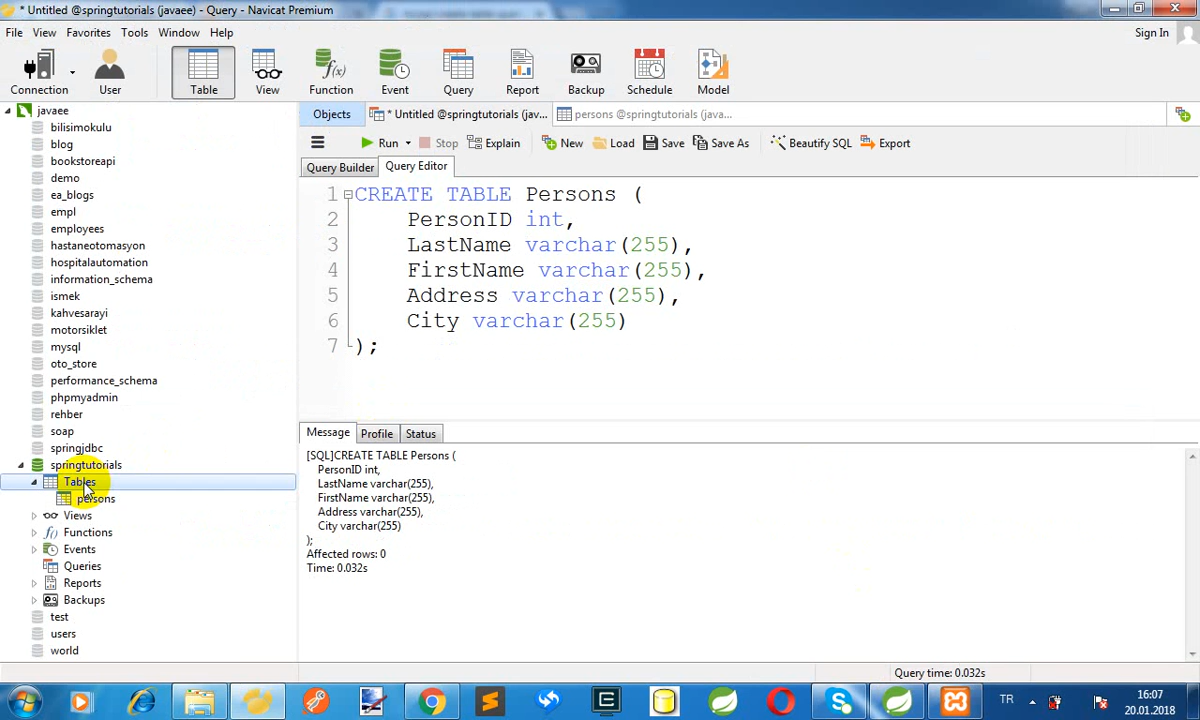 * Untitled @springtutorials (javaee) - Query - Navicat Premium
File View Favorites Tools Window Help
Sign In
Connection User Table View Function Event Query Report Backup Schedule Model
javaee
bilisimokulu
blog
bookstoreapi
demo
ea_blogs
empl
employees
hastaneotomasyon
hospitalautomation
information_schema
ismek
kahvesarayi
motorsiklet
mysql
oto_store
performance_schema
phpmyadmin
rehber
soap
springjdbc
springtutorials
Tables
persons
Views
Functions
Events
Queries
Reports
Backups
test
users
world
Objects * Untitled @springtutorials (jav... persons @springtutorials (java...
Run Stop Explain New Load Save Save As Beautify SQL Export
Query Builder Query Editor
1 CREATE TABLE Persons (
2 PersonID int,
3 LastName varchar(255),
4 FirstName varchar(255),
5 Address varchar(255),
6 City varchar(255)
7 );
Message Profile Status
[SQL]CREATE TABLE Persons (
PersonID int,
LastName varchar(255),
FirstName varchar(255),
Address varchar(255),
City varchar(255)
);
Affected rows: 0
Time: 0.032s
Query time: 0.032s
TR
16:07
20.01.2018